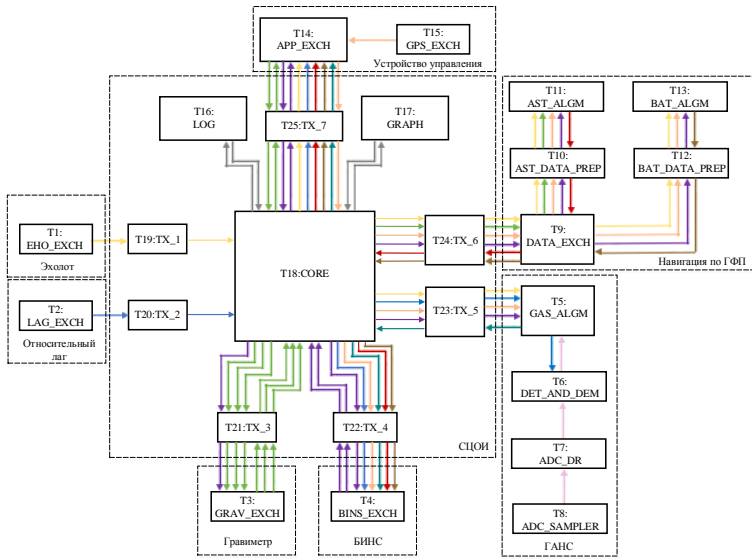 T14:
APP_EXCH
T15:
GPS_EXCH
Устройство управления
T16:
LOG
T25:TX_7
T17:
GRAPH
T11:
AST_ALGM
T13:
BAT_ALGM
T10:
AST_DATA_PREP
T12:
BAT_DATA_PREP
T1:
EHO_EXCH
Эхолот
T19:TX_1
T18:CORE
T24:TX_6
T9:
DATA_EXCH
Навигация по ГФП
T2:
LAG_EXCH
Относительный
лаг
T20:TX_2
T23:TX_5
T5:
GAS_ALGM
T6:
DET_AND_DEM
T21:TX_3
T22:TX_4
СЦОИ
T7:
ADC_DR
T3:
GRAV_EXCH
Гравиметр
T4:
BINS_EXCH
БИНС
T8:
ADC_SAMPLER
ГАНС